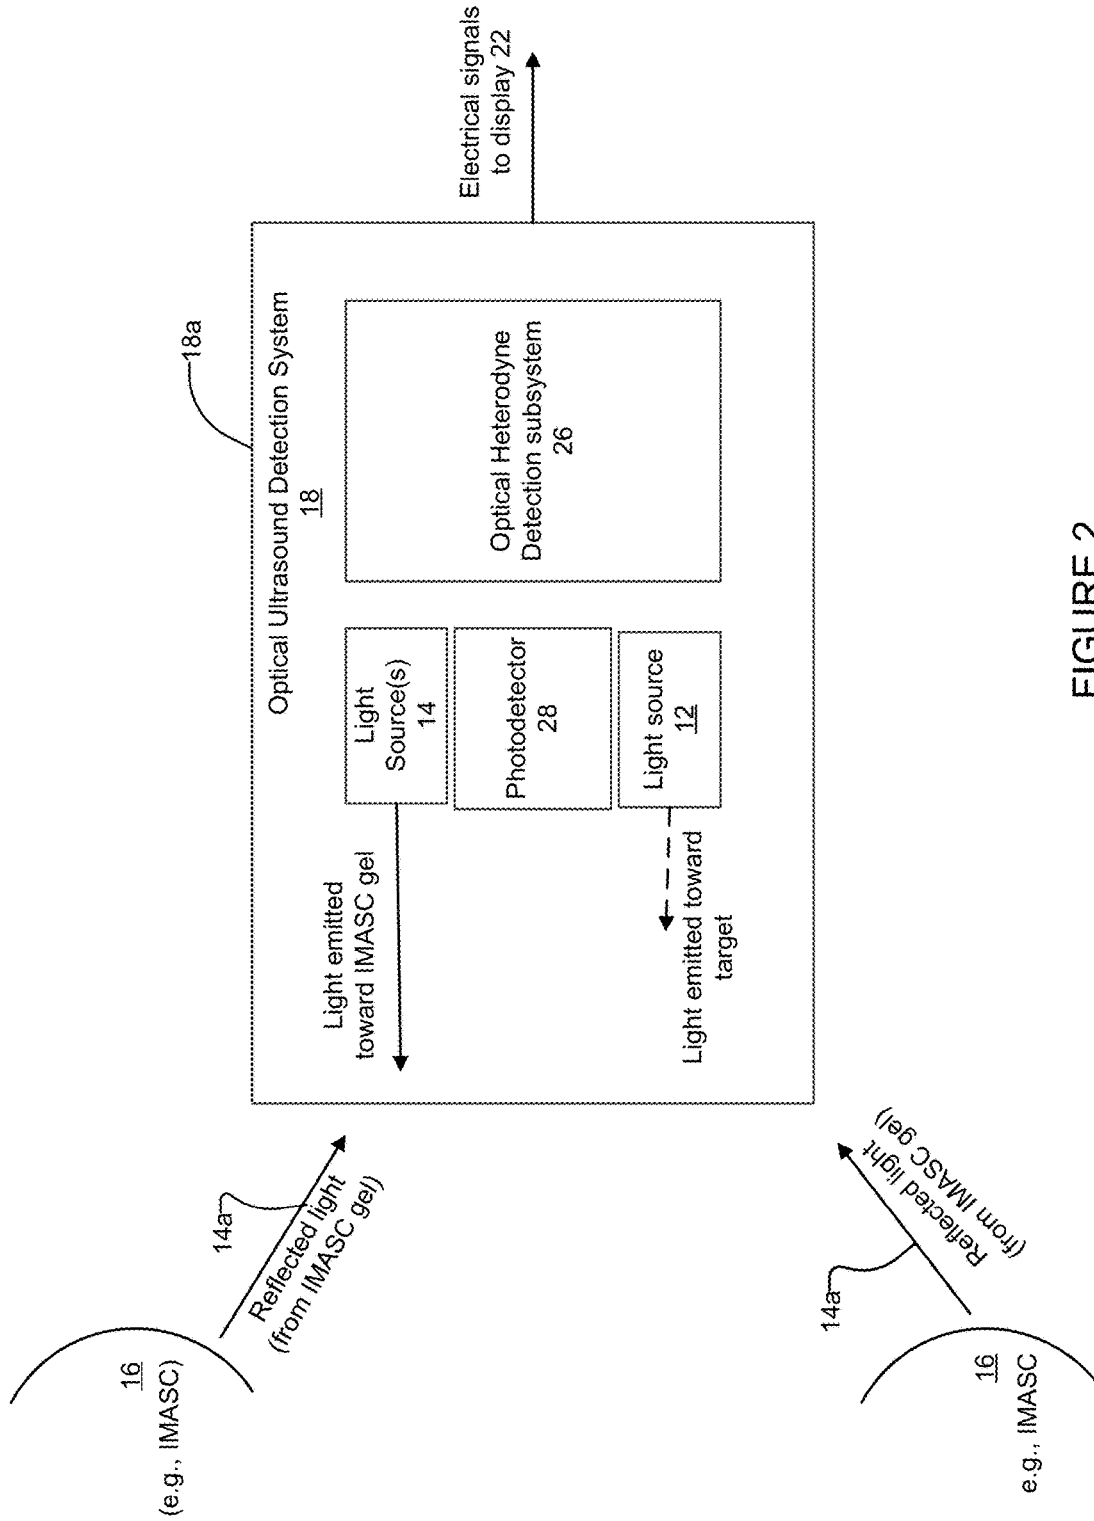 Electrical signals
to display 22
18a
Optical Ultrasound Detection System
18
Optical Heterodyne
Detection subsystem
26
Light
Source(s)
14
Photodetector
28
Light source
12
Light emitted
toward IMASC gel
Light emitted toward
target
14a
Reflected light
(from IMASC gel)
14a
Reflected light
(from IMASC gel)
16
(e.g., IMASC)
16
e.g., IMASC
FIGURE 2